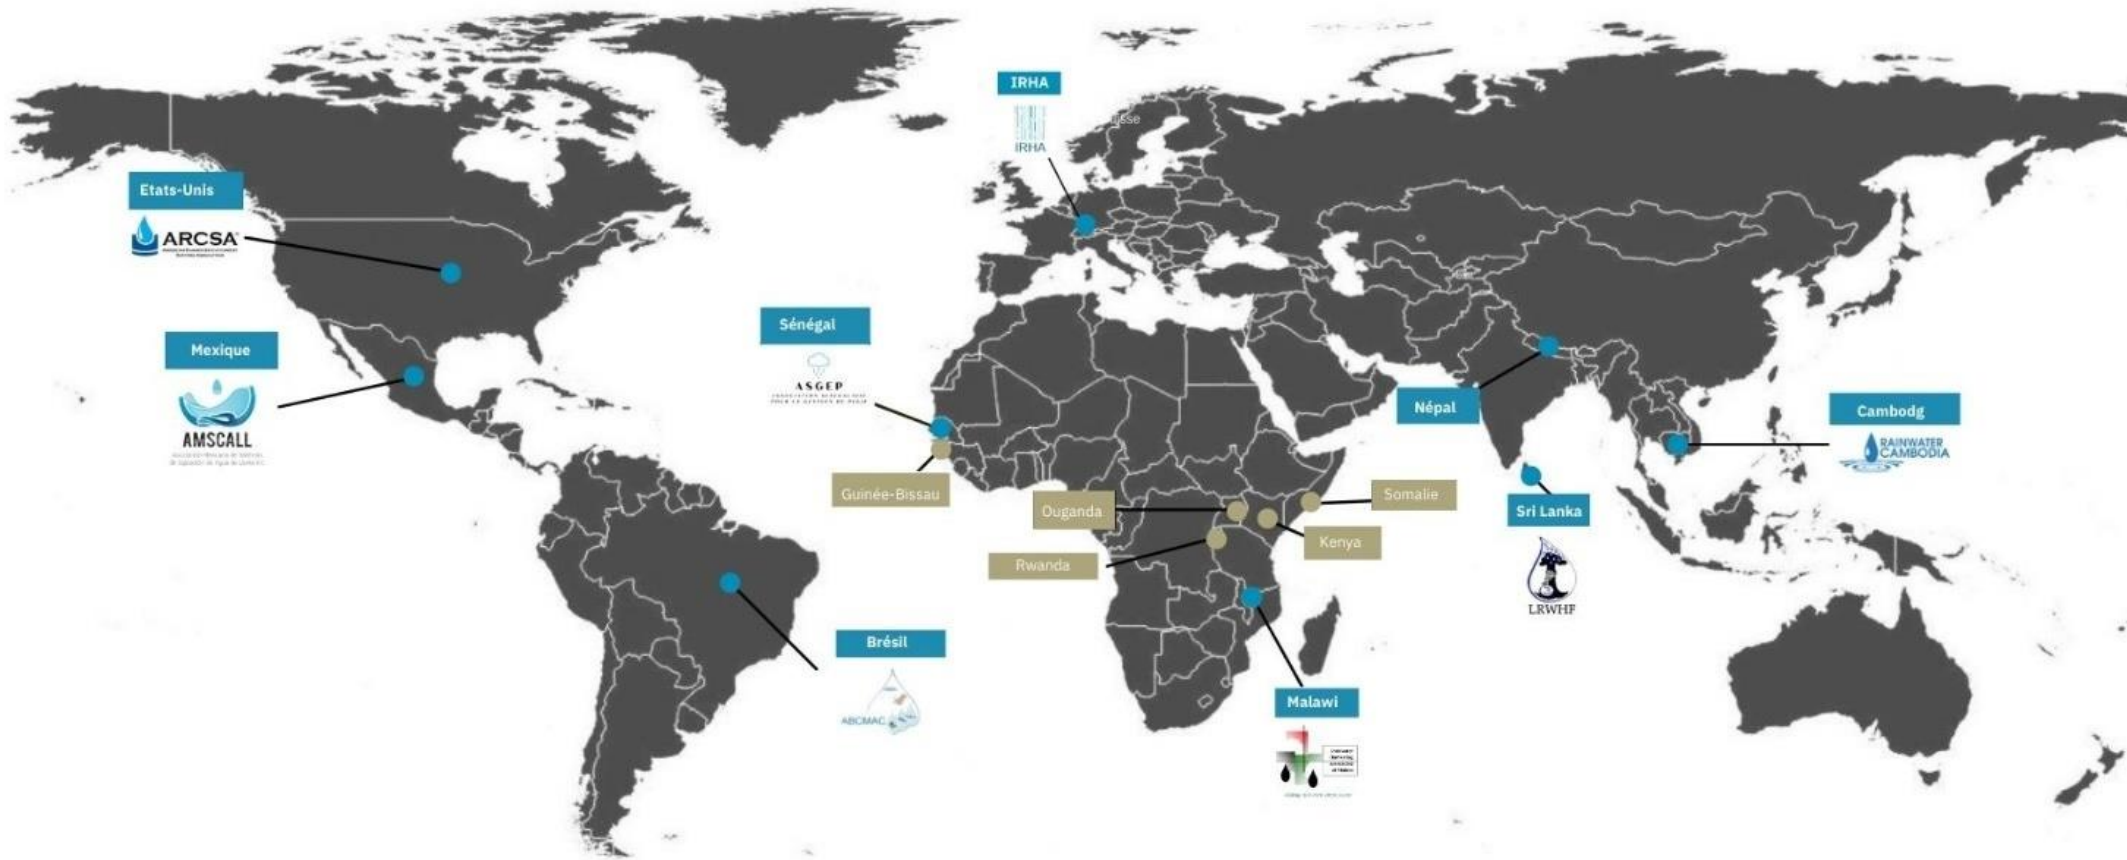 IRHA
IRHA
uisse
Etats-Unis
ARCSA
Mexique
AMSCALL
Sénégal
ASGEP
Guinée-Bissau
Ouganda
Rwanda
Somalie
Kenya
Népal
Cambodg
RAINWATER
CAMBODIA
Sri Lanka
LRWHF
Brésil
ABCMAC
Malawi